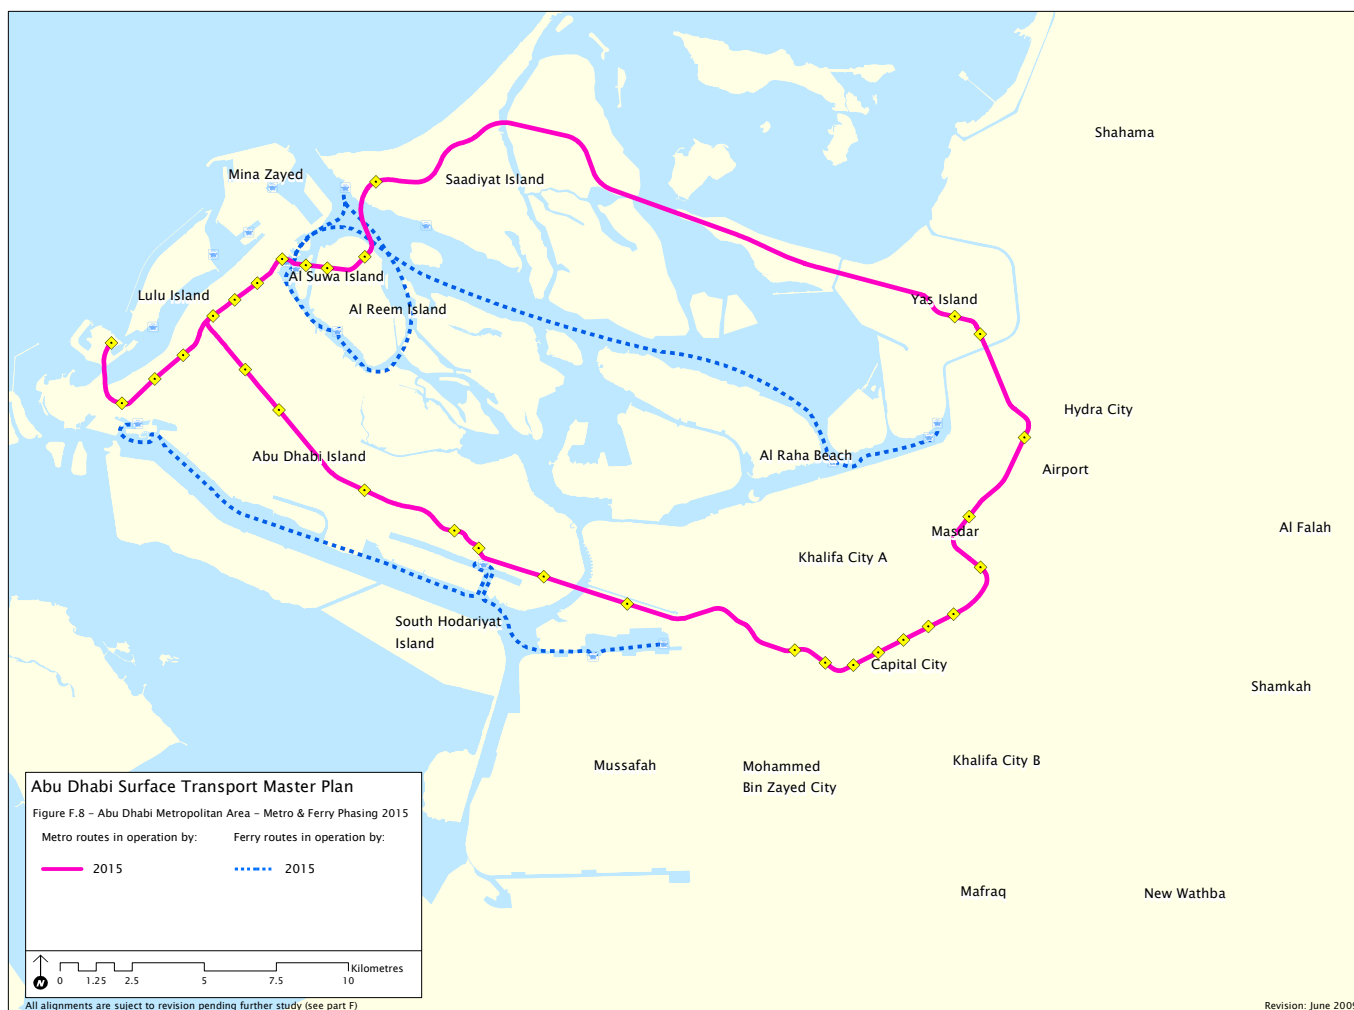 Shahama
Mina Zayed
Saadiyat Island
Al Suwa Island
Lulu Island
Al Reem Island
Yas Island
Hydra City
Abu Dhabi Island
Al Raha Beach
Airport
Al Falah
Masdar
Khalifa City A
South Hodariyat
Island
Capital City
Shamkah
Mussafah
Mohammed
Bin Zayed City
Khalifa City B
Mafraq
New Wathba
Abu Dhabi Surface Transport Master Plan
Figure F.8 - Abu Dhabi Metropolitan Area - Metro & Ferry Phasing 2015
Metro routes in operation by: Ferry routes in operation by:
2015 2015
Kilometres
N 0 1.25 2.5 5 7.5 10
All alignments are suject to revision pending further study (see part F)
Revision: June 2009